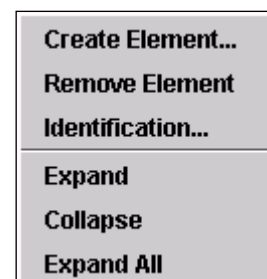 Create Element...
Remove Element
Identification...
Expand
Collapse
Expand All